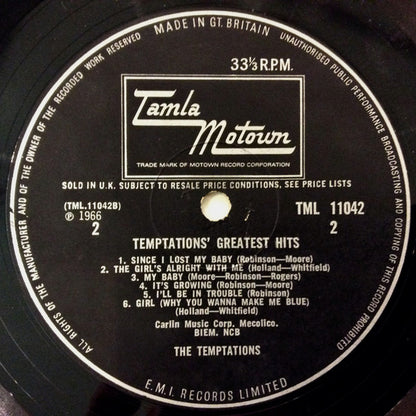 MADE IN GT. BRITAIN
ALL RIGHTS OF THE MANUFACTURER AND OF THE OWNER OF THE RECORDED WORK RESERVED
UNAUTHORISED PUBLIC PERFORMANCE BROADCASTING AND COPYING OF THIS RECORD PROHIBITED
33⅓ R.P.M.
Tamla
Motown
TRADE MARK OF MOTOWN RECORD CORPORATION
SOLD IN U.K. SUBJECT TO RESALE PRICE CONDITIONS, SEE PRICE LISTS
(TML.11042B)
℗ 1966
2
TML 11042
2
TEMPTATIONS' GREATEST HITS
1. SINCE I LOST MY BABY (Robinson—Moore)
2. THE GIRL'S ALRIGHT WITH ME (Holland—Whitfield)
3. MY BABY (Moore—Robinson—Rogers)
4. IT'S GROWING (Robinson—Moore)
5. I'LL BE IN TROUBLE (Robinson)
6. GIRL (WHY YOU WANNA MAKE ME BLUE)
(Holland—Whitfield)
Carlin Music Corp. Mecolico.
BIEM. NCB
THE TEMPTATIONS
E.M.I. RECORDS LIMITED